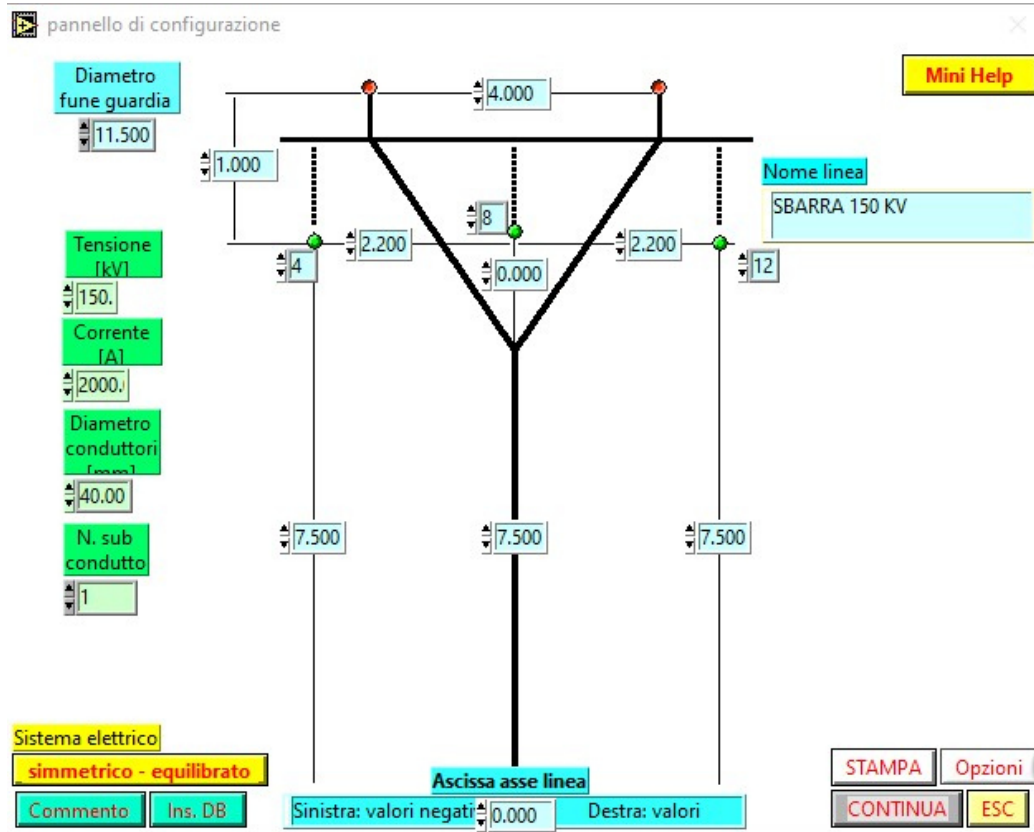 pannello di configurazione
Diametro
fune guardia
11.500
4.000
Mini Help
1.000
Nome linea
SBARRA 150 KV
8
Tensione
[kV]
150.
4
2.200
0.000
2.200
12
Corrente
[A]
2000.
Diametro
conduttori
[mm]
40.00
N. sub
condutto
1
7.500
7.500
7.500
Sistema elettrico
simmetrico - equilibrato
Commento
Ins. DB
Ascissa asse linea
Sinistra: valori negati
0.000
Destra: valori
STAMPA
Opzioni
CONTINUA
ESC